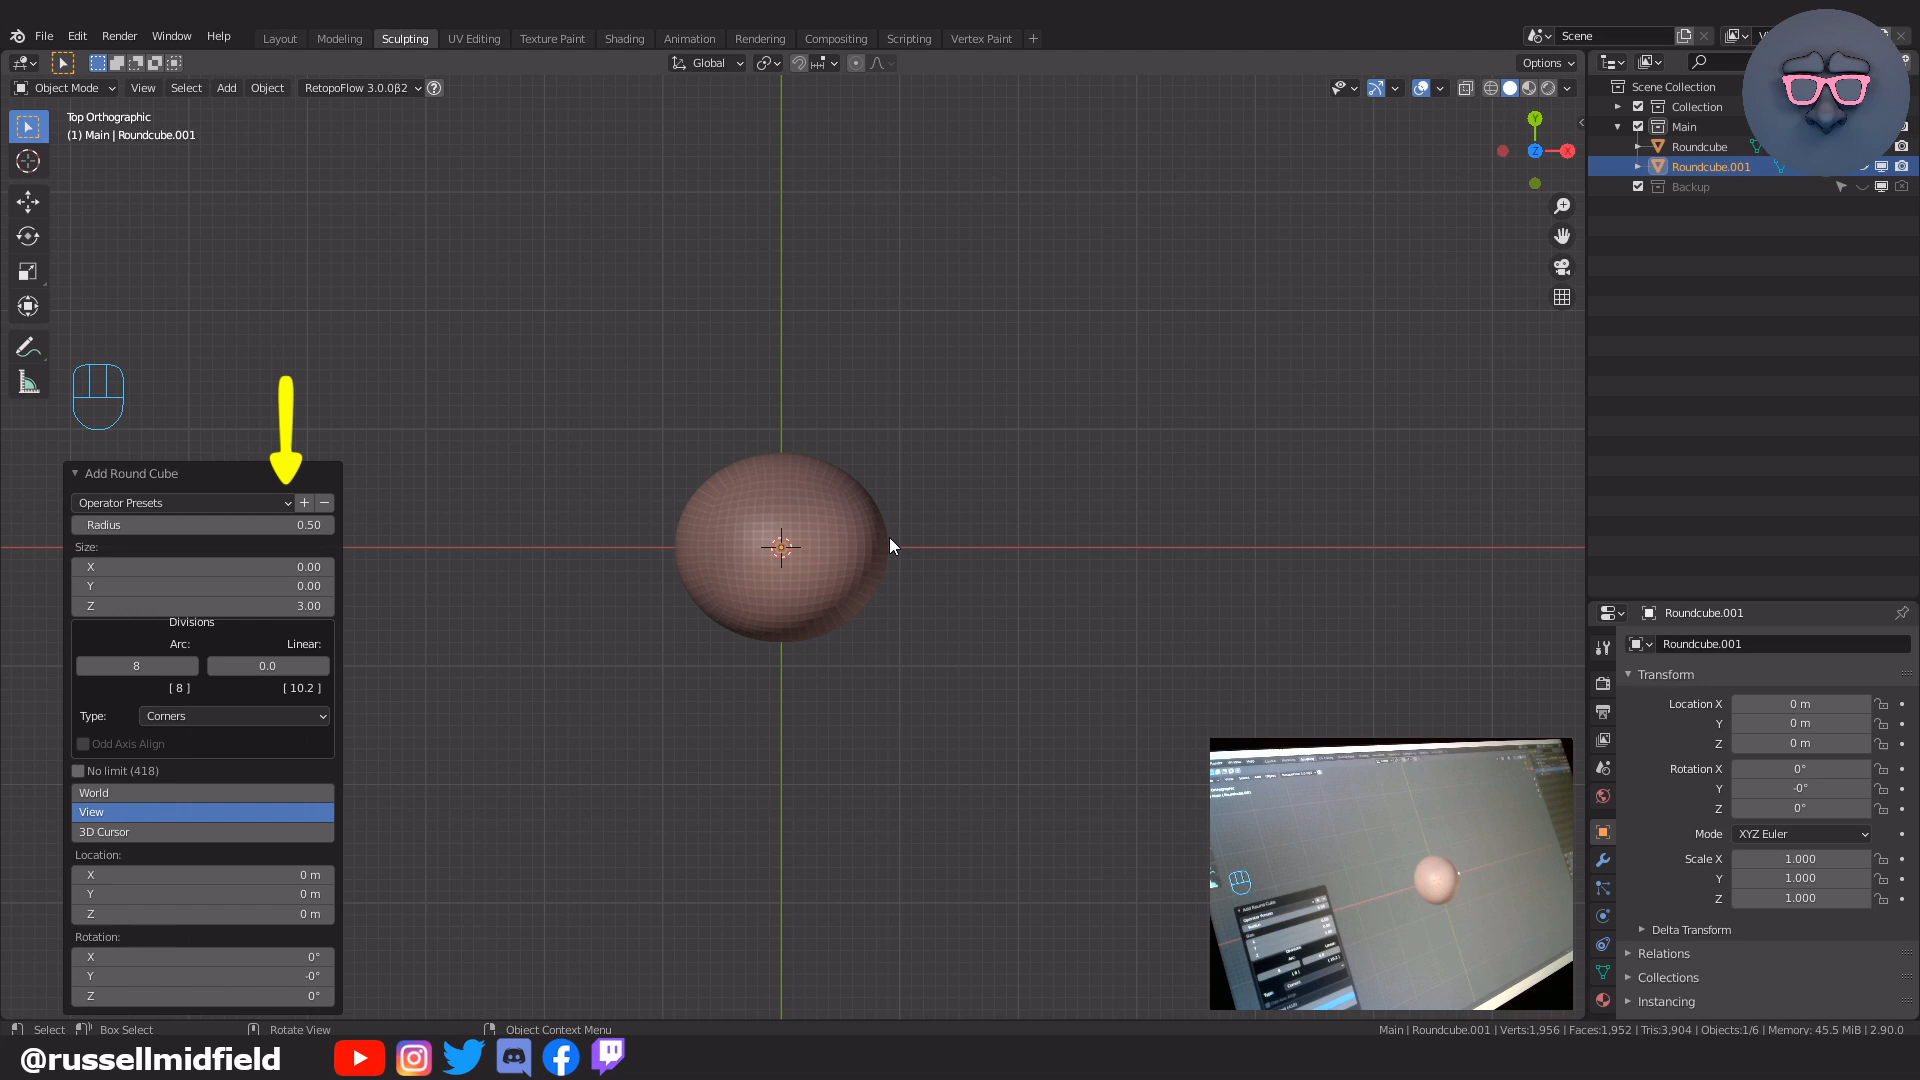 File Edit Render Window Help
Layout Modeling Sculpting UV Editing Texture Paint Shading Animation Rendering Compositing Scripting View Layer Paint +
Scene
Global
Options
Object Mode View Select Add Object RetopoFlow 3.0.0β2 ?
Top Orthographic
(1) Main | Roundcube.001
Y
Z X
Scene Collection
Collection
Main
Roundcube
Roundcube.001
Backup
Add Round Cube
Operator Presets + −
Radius 0.50
Size:
X 0.00
Y 0.00
Z 3.00
Divisions
Arc: Linear:
8 0.0
[ 8 ] [ 10.2 ]
Type: Corners
Odd Axis Align
No limit (418)
World
View
3D Cursor
Location:
X 0 m
Y 0 m
Z 0 m
Rotation:
X 0°
Y -0°
Z 0°
Roundcube.001
Roundcube.001
Transform
Location X 0 m
Y 0 m
Z 0 m
Rotation X 0°
Y -0°
Z 0°
Mode XYZ Euler
Scale X 1.000
Y 1.000
Z 1.000
Delta Transform
Relations
Collections
Instancing
Select Box Select Rotate View Object Context Menu
Main | Roundcube.001 | Verts:1,956 | Faces:1,952 | Tris:3,904 | Objects:1/6 | Memory: 45.5 MiB | 2.90.0
@russellmidfield